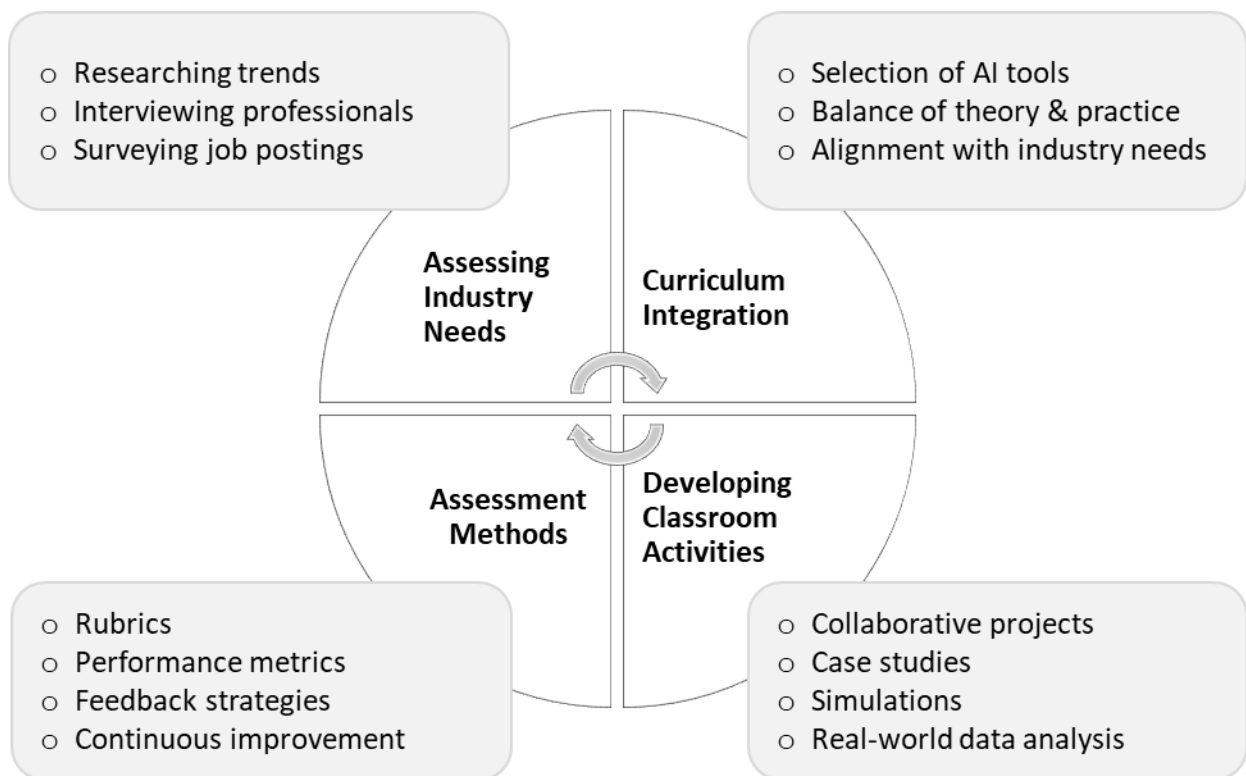 o Researching trends
o Interviewing professionals
o Surveying job postings
o Selection of AI tools
o Balance of theory & practice
o Alignment with industry needs
Assessing
Industry
Needs
Curriculum
Integration
Assessment
Methods
Developing
Classroom
Activities
o Rubrics
o Performance metrics
o Feedback strategies
o Continuous improvement
o Collaborative projects
o Case studies
o Simulations
o Real-world data analysis